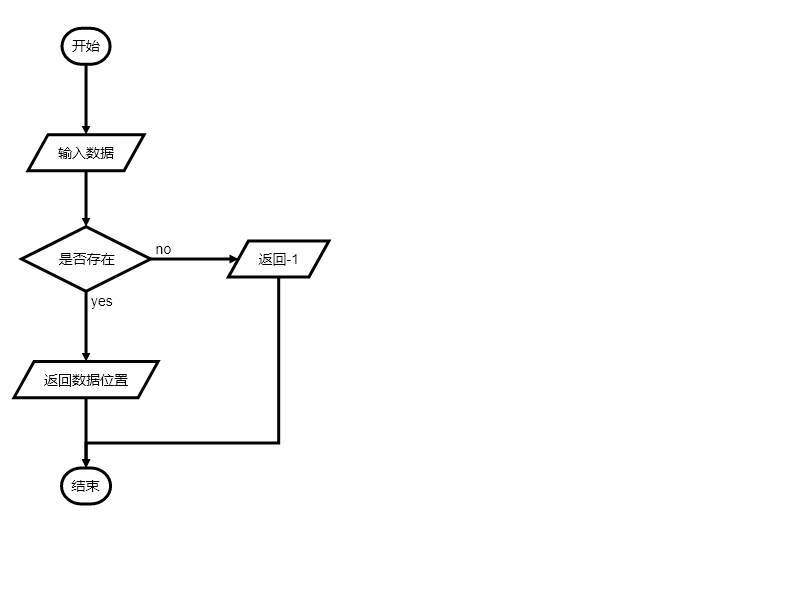 开始
输入数据
是否存在
no
返回-1
yes
返回数据位置
结束